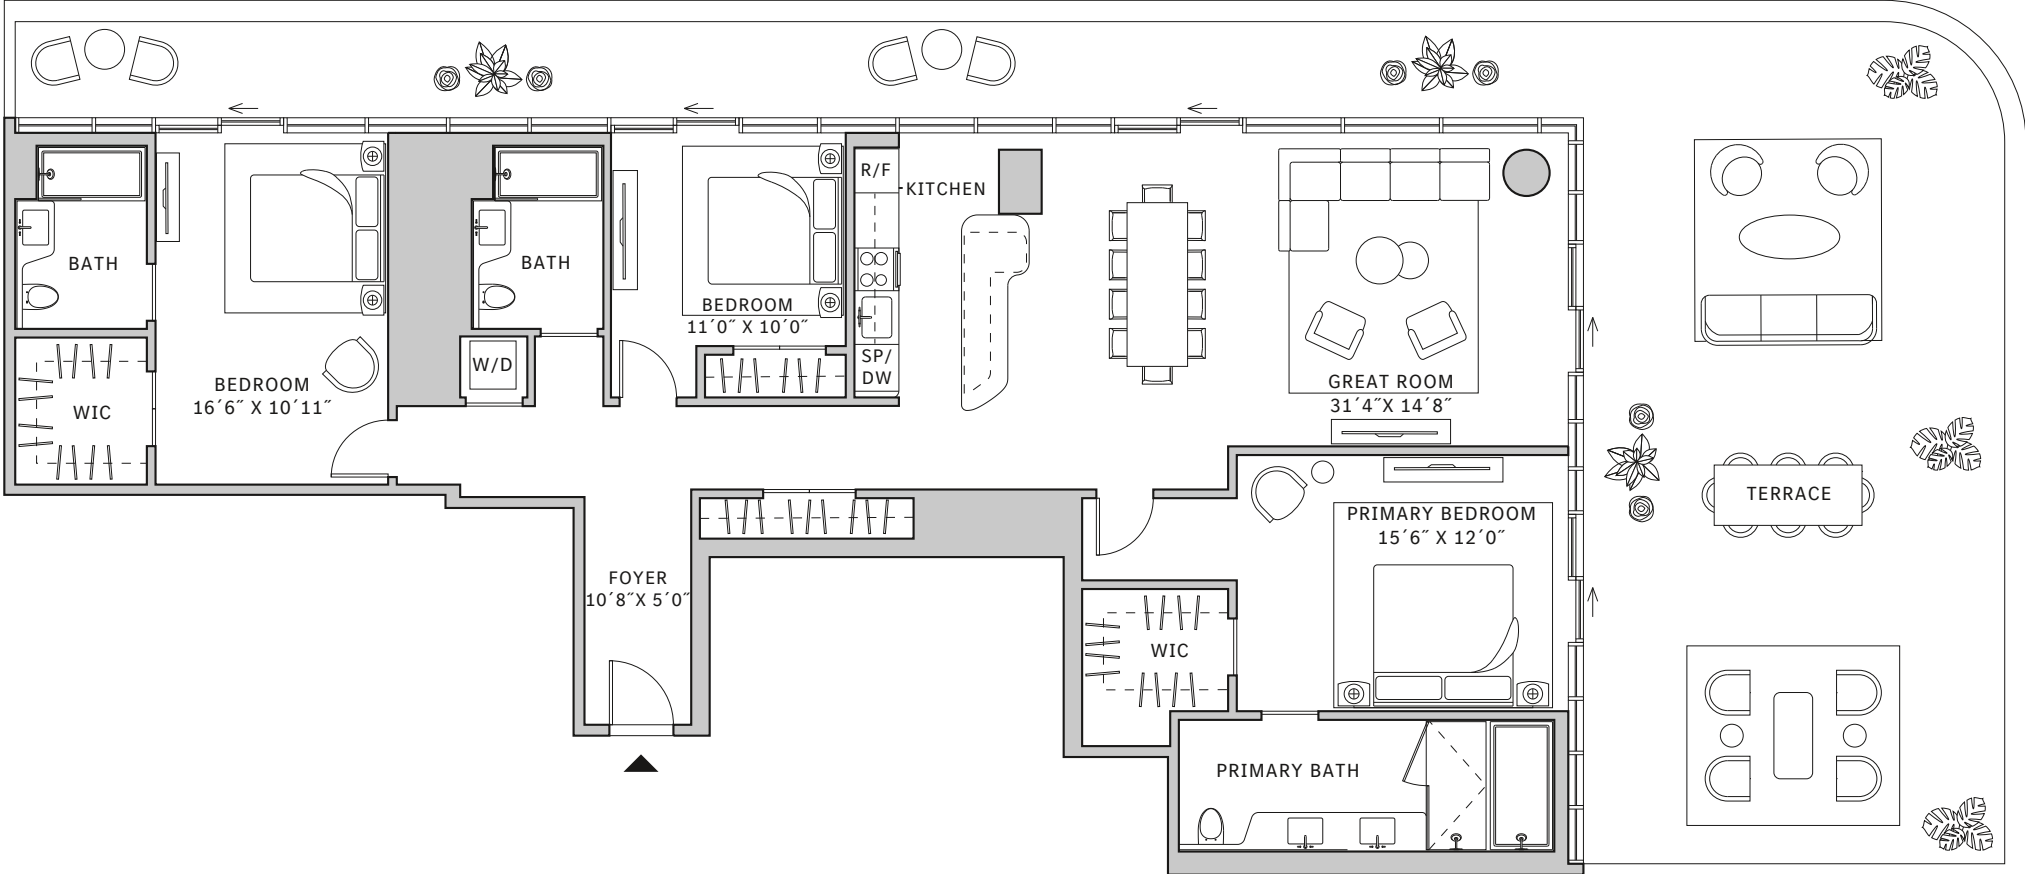 R/F
KITCHEN
BATH
BATH
BEDROOM
11´0˝ X 10´0˝
W/D
SP/
DW
BEDROOM
16´6˝ X 10´11˝
WIC
GREAT ROOM
31´4˝X 14´8˝
TERRACE
PRIMARY BEDROOM
15´6˝ X 12´0˝
FOYER
10´8˝X 5´0˝
WIC
PRIMARY BATH